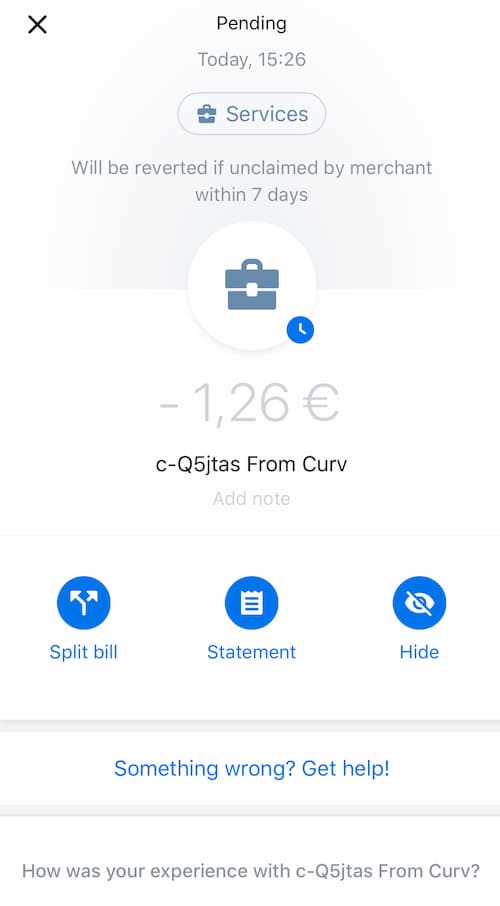 Pending
Today, 15:26
Services
Will be reverted if unclaimed by merchant
within 7 days
- 1,26 €
c-Q5jtas From Curv
Add note
Split bill
Statement
Hide
Something wrong? Get help!
How was your experience with c-Q5jtas From Curv?